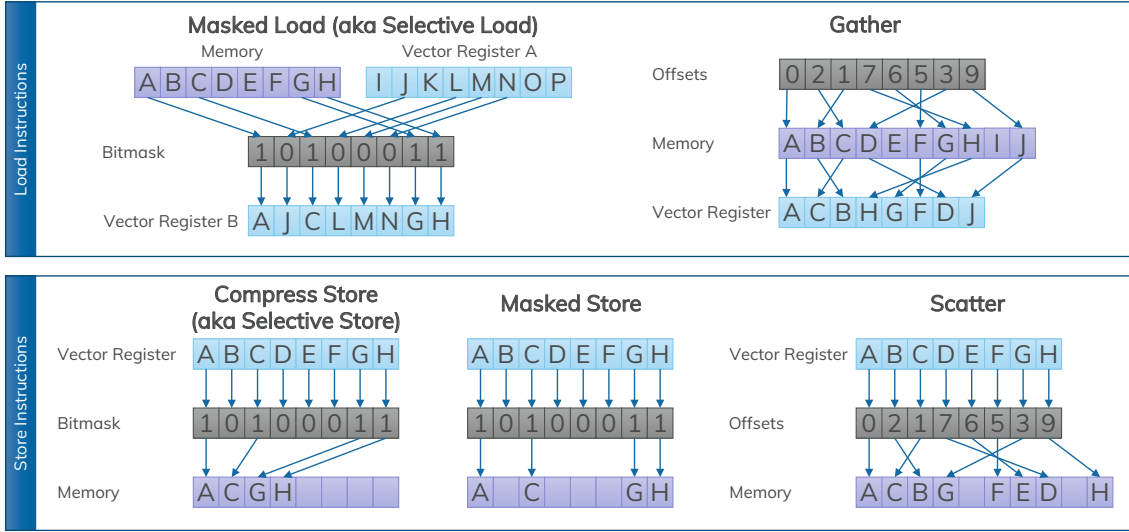 Load Instructions
Masked Load (aka Selective Load)
Memory
Vector Register A
A B C D E F G H
I J K L M N O P
Bitmask
1 0 1 0 0 0 1 1
Vector Register B
A J C L M N G H
Gather
Offsets
0 2 1 7 6 5 3 9
Memory
A B C D E F G H I J
Vector Register
A C B H G F D J
Store Instructions
Compress Store
(aka Selective Store)
Vector Register
A B C D E F G H
Bitmask
1 0 1 0 0 0 1 1
Memory
A C G H
Masked Store
A B C D E F G H
1 0 1 0 0 0 1 1
A C G H
Scatter
Vector Register
A B C D E F G H
Offsets
0 2 1 7 6 5 3 9
Memory
A C B G F E D H